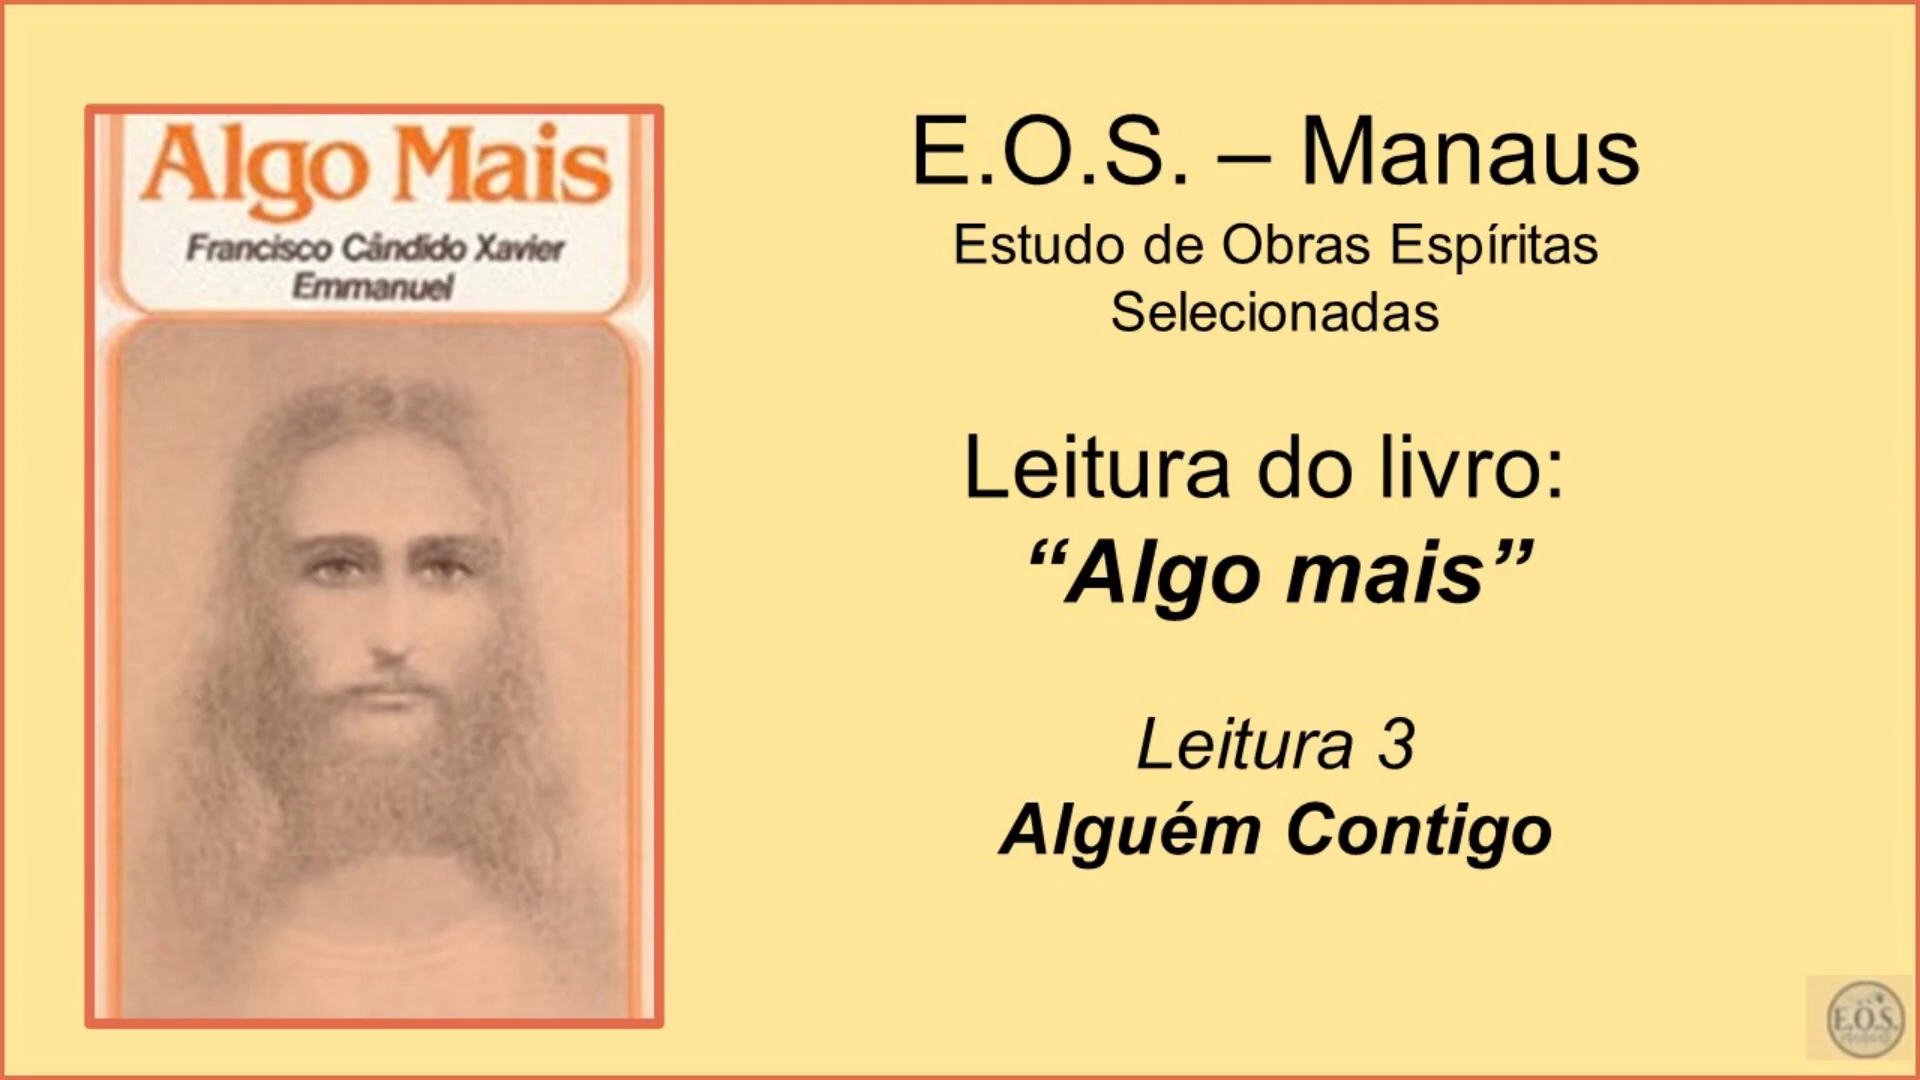 Algo Mais
Francisco Cândido Xavier
Emmanuel
E.O.S. – Manaus
Estudo de Obras Espíritas
Selecionadas
Leitura do livro:
“Algo mais”
Leitura 3
Alguém Contigo
E.O.S.